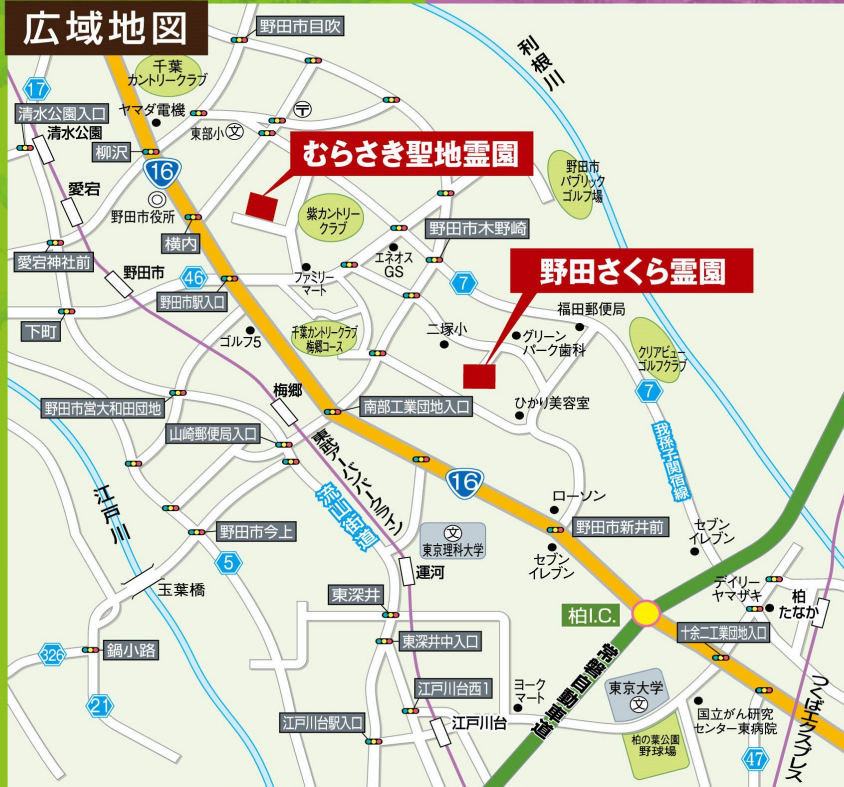 広域地図
野田市目吹
利根川
千葉
カントリークラブ
17
清水公園入口
清水公園
ヤマダ電機
〒
東部小
文
柳沢
16
むらさき聖地霊園
野田市
パブリック
ゴルフ場
愛宕
野田市役所
紫カントリー
クラブ
横内
野田市木野崎
エネオス
GS
愛宕神社前
野田市
46
野田市駅入口
ファミリー
マート
7
野田さくら霊園
福田郵便局
下町
ゴルフ5
千葉カントリークラブ
梅郷コース
二塚小
グリーン
パーク歯科
クリアビュー
ゴルフクラブ
7
梅郷
野田市営大和田団地
南部工業団地入口
ひかり美容室
山崎郵便局入口
東武アーバンパークライン
我孫子関宿線
16
江戸川
流山街道
ローソン
野田市今上
文
東京理科大学
野田市新井前
セブン
イレブン
セブン
イレブン
5
運河
玉葉橋
東深井
デイリー
ヤマザキ
柏
たなか
柏I.C.
326
鍋小路
東深井中入口
十余二工業団地入口
常磐自動車道
21
江戸川台西1
ヨーク
マート
東京大学
文
つくばエクスプレス
江戸川台駅入口
江戸川台
国立がん研究
センター東病院
柏の葉公園
野球場
47